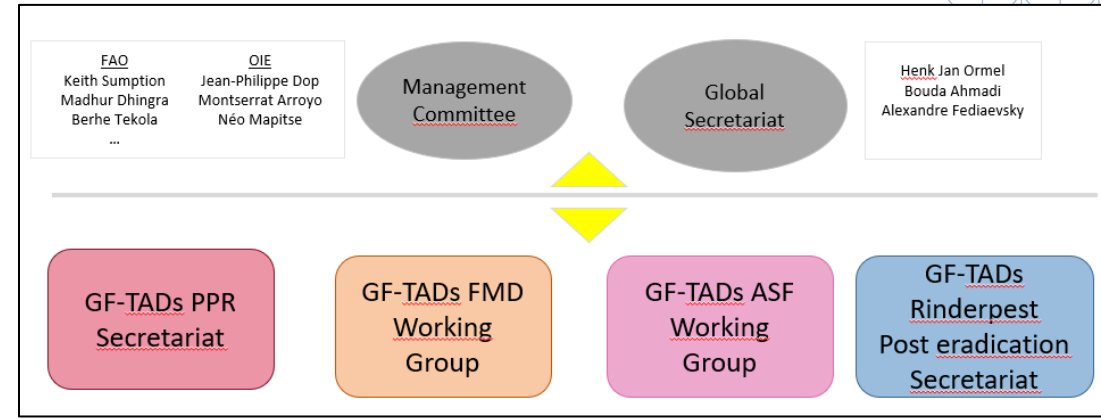 FAO
Keith Sumption
Madhur Dhingra
Berhe Tekola
...
OIE
Jean-Philippe Dop
Montserrat Arroyo
Néo Mapitse
Management
Committee
Global
Secretariat
Henk Jan Ormel
Bouda Ahmadi
Alexandre Fediaevsky
GF-TADs PPR
Secretariat
GF-TADs FMD
Working
Group
GF-TADs ASF
Working
Group
GF-TADs
Rinderpest
Post eradication
Secretariat